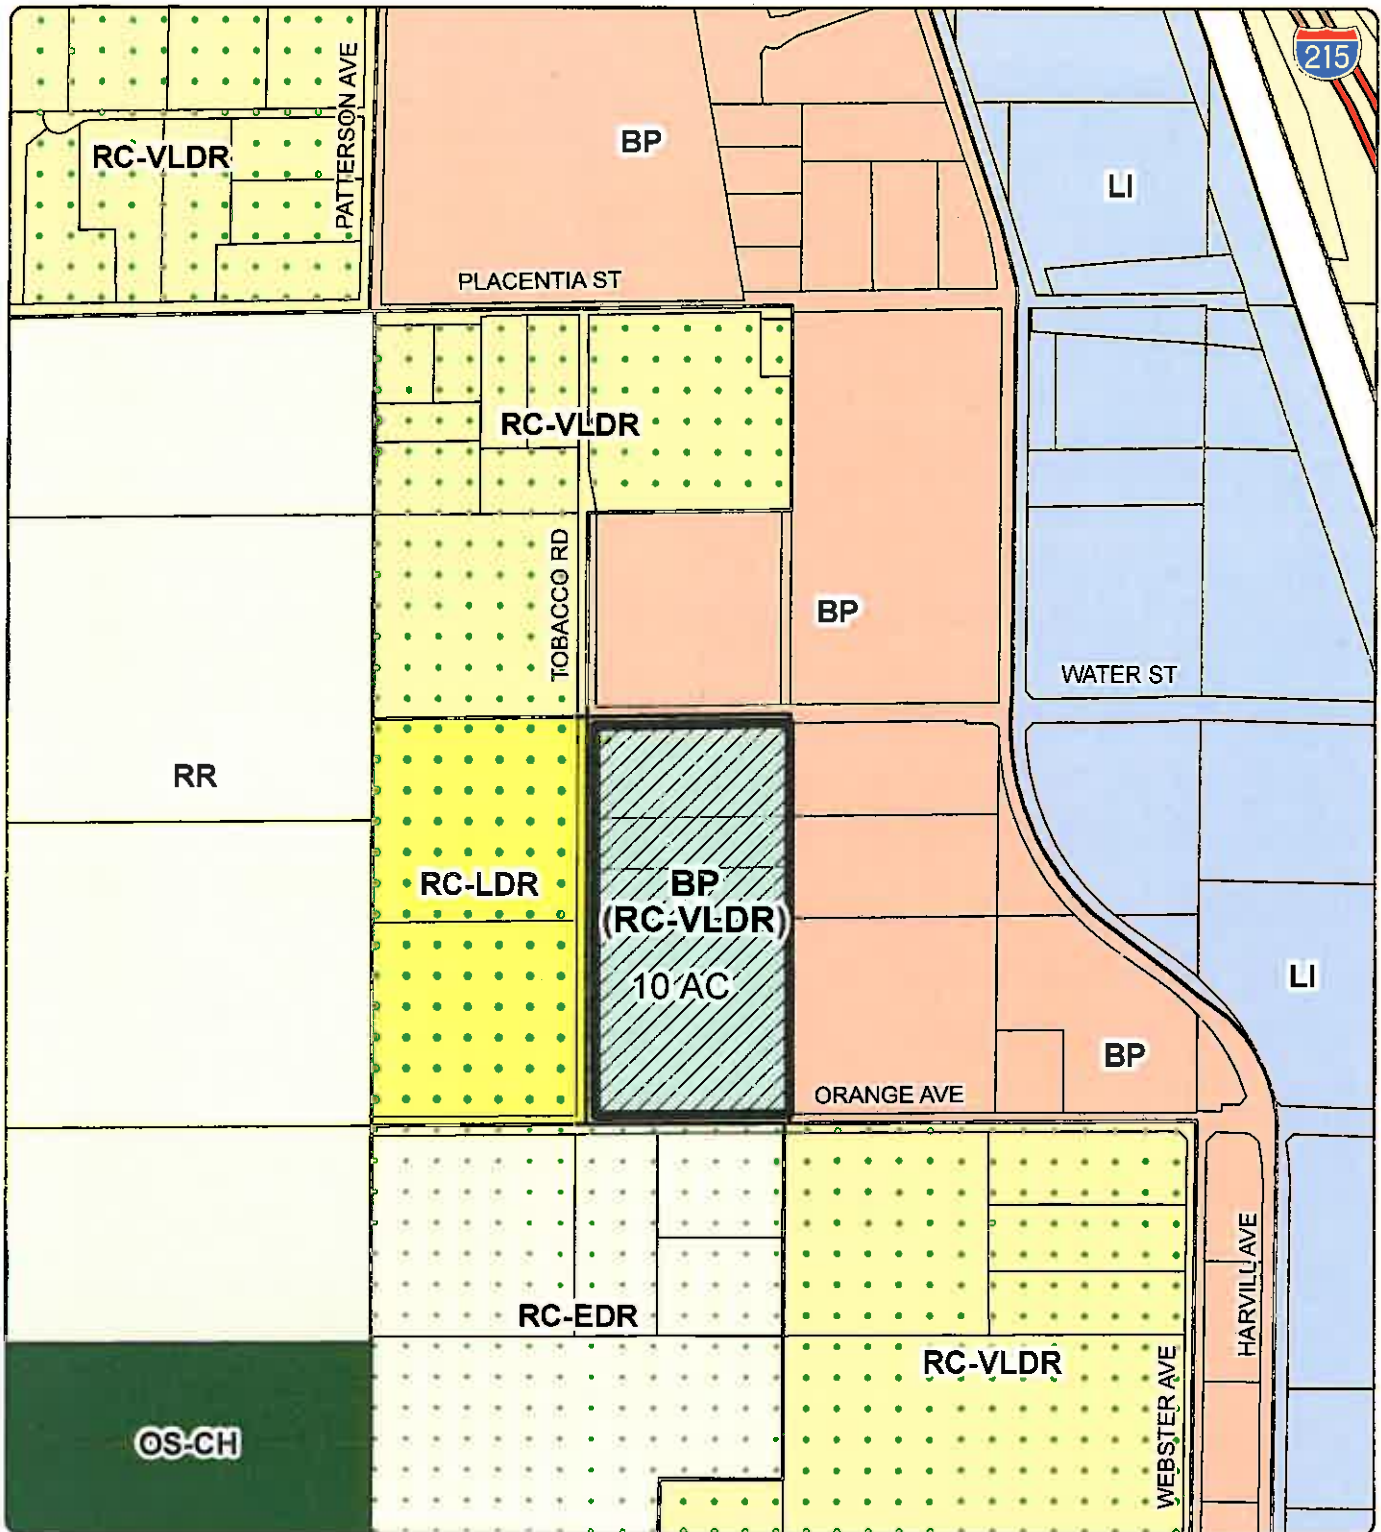 215
PATTERSON AVE
BP
RC-VLDR
LI
PLACENTIA ST
RC-VLDR
TOBACCO RD
BP
WATER ST
RR
RC-LDR
BP
(RC-VLDR)
10 AC
LI
BP
ORANGE AVE
HARVILL AVE
RC-EDR
RC-VLDR
WEBSTER AVE
OS-CH